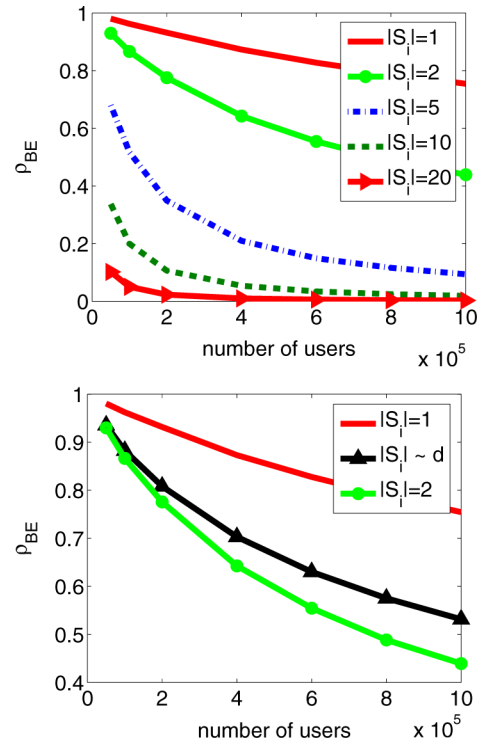 1
0.8
0.6
0.4
0.2
0
ρBE
|Si|=1
|Si|=2
|Si|=5
|Si|=10
|Si|=20
0 2 4 6 8 10
number of users
x 10^5
1
0.9
0.8
0.7
0.6
0.5
0.4
ρBE
|Si|=1
|Si| ~ d
|Si|=2
0 2 4 6 8 10
number of users
x 10^5